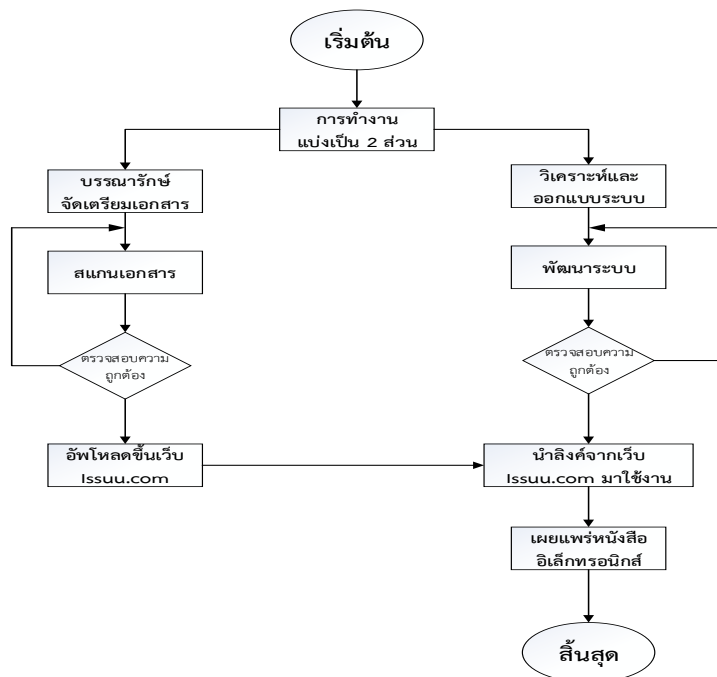 เริ่มต้น
การทำงาน
แบ่งเป็น 2 ส่วน
บรรณารักษ์
จัดเตรียมเอกสาร
วิเคราะห์และ
ออกแบบระบบ
สแกนเอกสาร
พัฒนาระบบ
ตรวจสอบความ
ถูกต้อง
ตรวจสอบความ
ถูกต้อง
อัพโหลดขึ้นเว็บ
Issuu.com
นำลิงค์จากเว็บ
Issuu.com มาใช้งาน
เผยแพร่หนังสือ
อิเล็กทรอนิกส์
สิ้นสุด